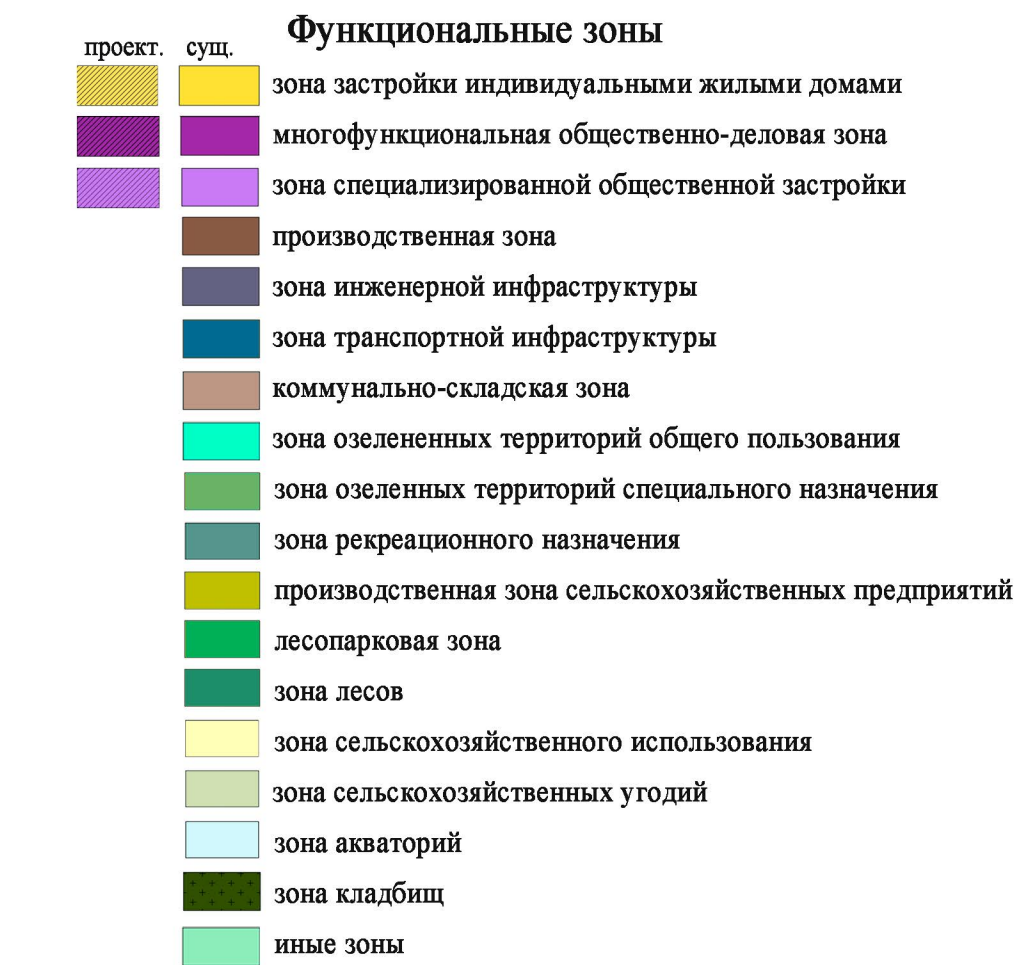 Функциональные зоны
проект. сущ.
зона застройки индивидуальными жилыми домами
многофункциональная общественно-деловая зона
зона специализированной общественной застройки
производственная зона
зона инженерной инфраструктуры
зона транспортной инфраструктуры
коммунально-складская зона
зона озелененных территорий общего пользования
зона озеленных территорий специального назначения
зона рекреационного назначения
производственная зона сельскохозяйственных предприятий
лесопарковая зона
зона лесов
зона сельскохозяйственного использования
зона сельскохозяйственных угодий
зона акваторий
зона кладбищ
иные зоны